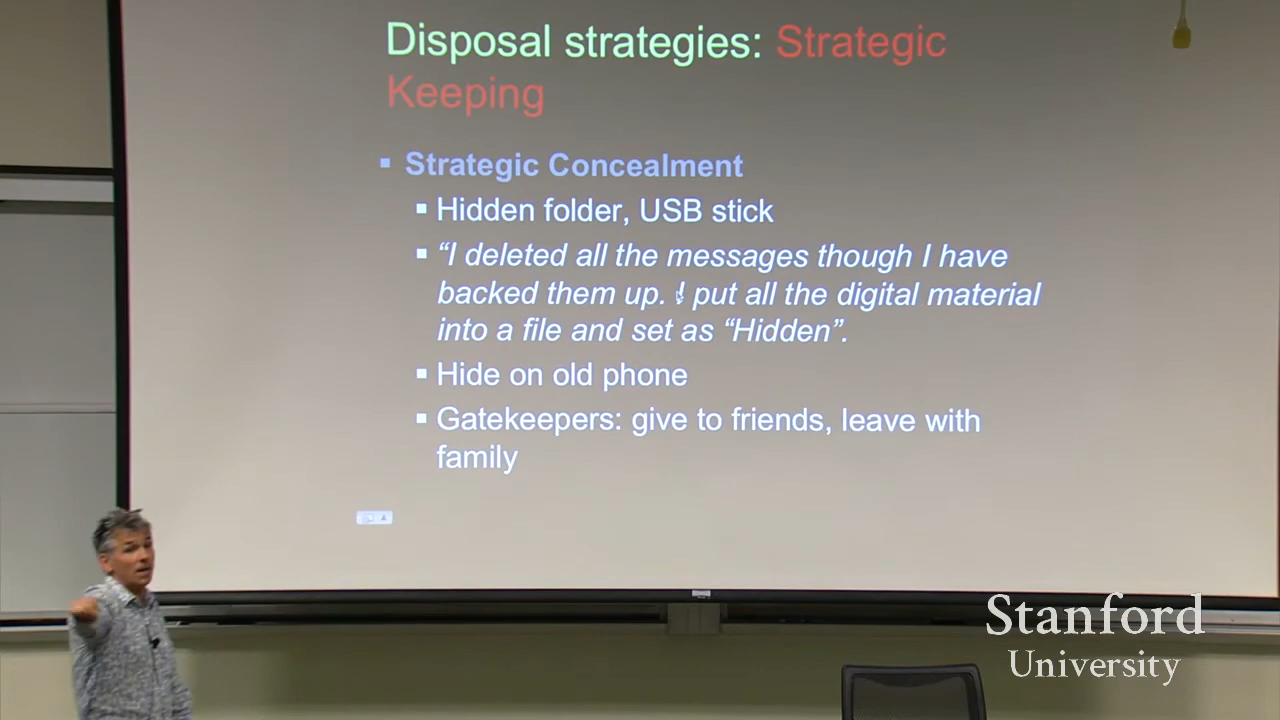 Disposal strategies: Strategic
Keeping
▪ Strategic Concealment
▪ Hidden folder, USB stick
▪ “I deleted all the messages though I have
backed them up. I put all the digital material
into a file and set as “Hidden”.
▪ Hide on old phone
▪ Gatekeepers: give to friends, leave with
family
Stanford
University